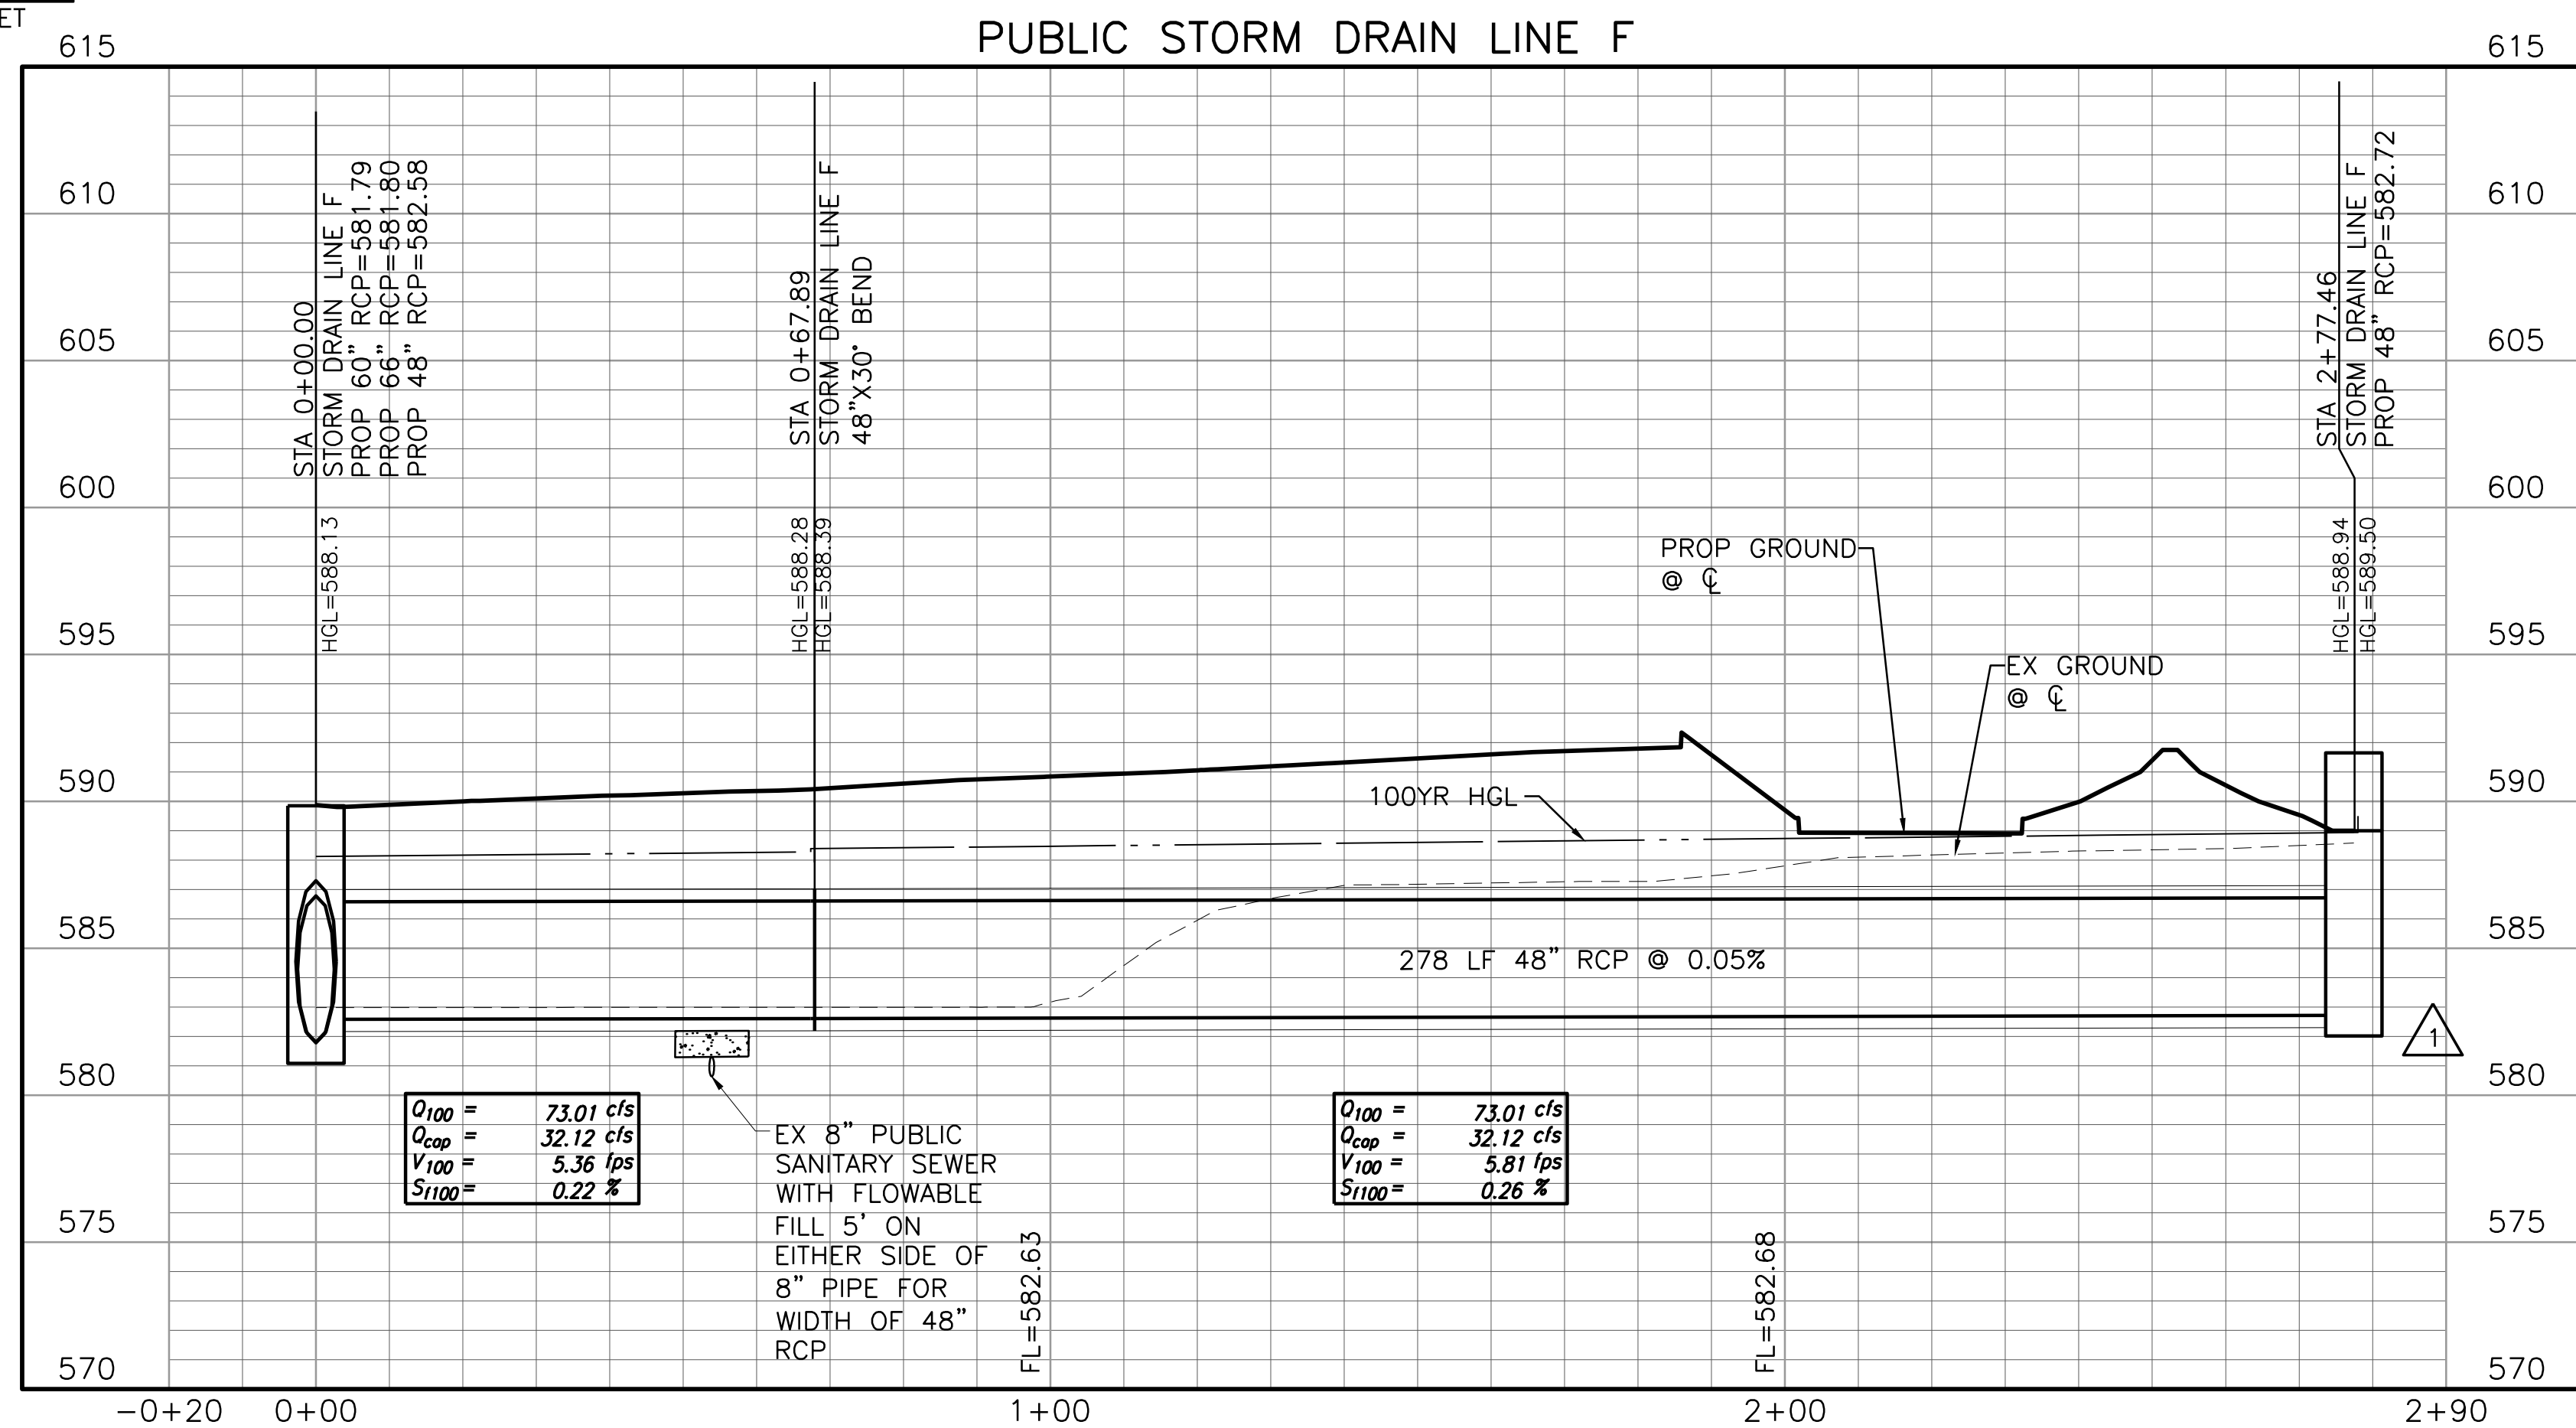 ET
PUBLIC STORM DRAIN LINE F
615
615
610
610
605
605
600
600
595
595
590
590
585
585
580
580
575
575
570
570
STA 0+00.00
STORM DRAIN LINE F
PROP 60" RCP=581.79
PROP 66" RCP=581.80
PROP 48" RCP=582.58
HGL=588.13
STA 0+67.89
STORM DRAIN LINE F
48"X30° BEND
HGL=588.28
HGL=588.39
STA 2+77.46
STORM DRAIN LINE F
PROP 48" RCP=582.72
HGL=588.94
HGL=589.50
PROP GROUND
@ ℄
EX GROUND
@ ℄
100YR HGL
278 LF 48" RCP @ 0.05%
1
Q100 = 73.01 cfs
Qcap = 32.12 cfs
V100 = 5.36 fps
Sf100= 0.22 %
EX 8" PUBLIC
SANITARY SEWER
WITH FLOWABLE
FILL 5' ON
EITHER SIDE OF
8" PIPE FOR
WIDTH OF 48"
RCP
FL=582.63
Q100 = 73.01 cfs
Qcap = 32.12 cfs
V100 = 5.81 fps
Sf100= 0.26 %
FL=582.68
-0+20 0+00 1+00 2+00 2+90